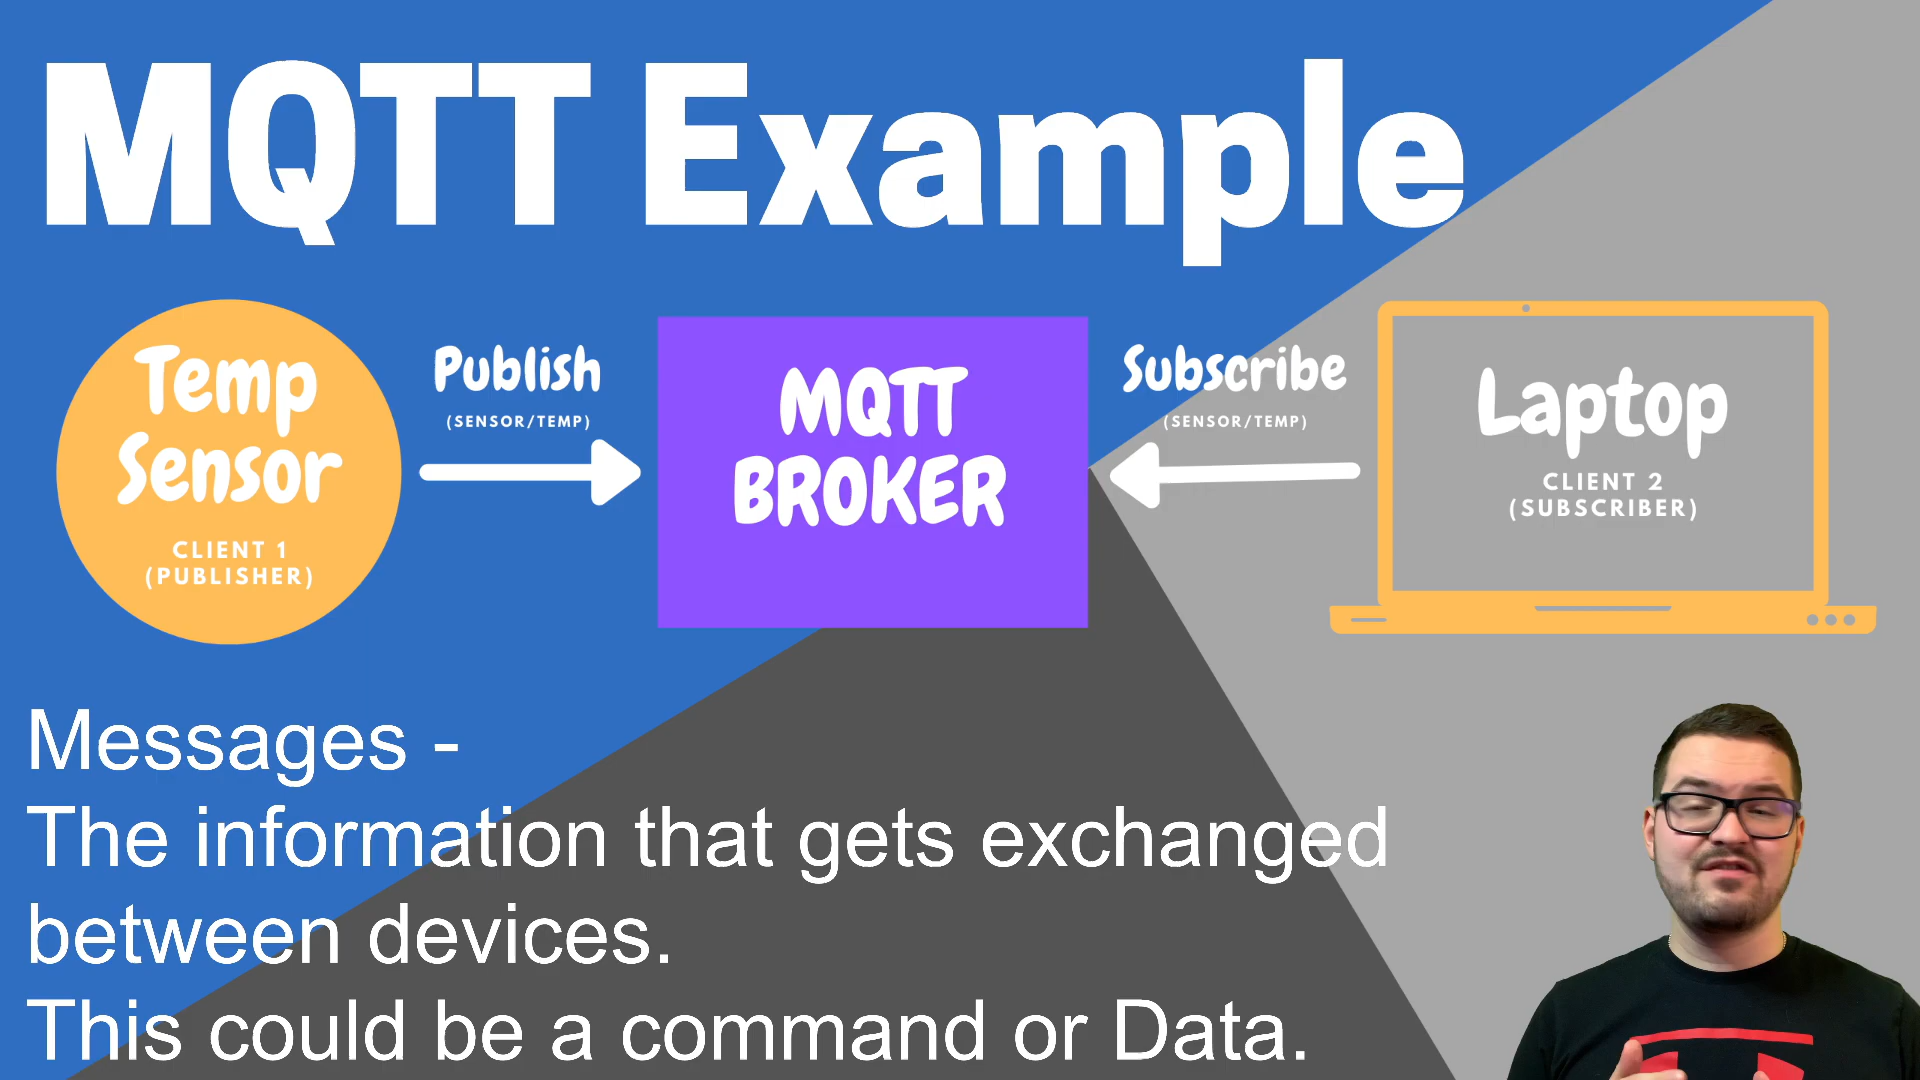 MQTT Example
Temp
Sensor
CLIENT 1
(PUBLISHER)
Publish
(SENSOR/TEMP)
MQTT
BROKER
Subscribe
(SENSOR/TEMP)
Laptop
CLIENT 2
(SUBSCRIBER)
Messages -
The information that gets exchanged
between devices.
This could be a command or Data.